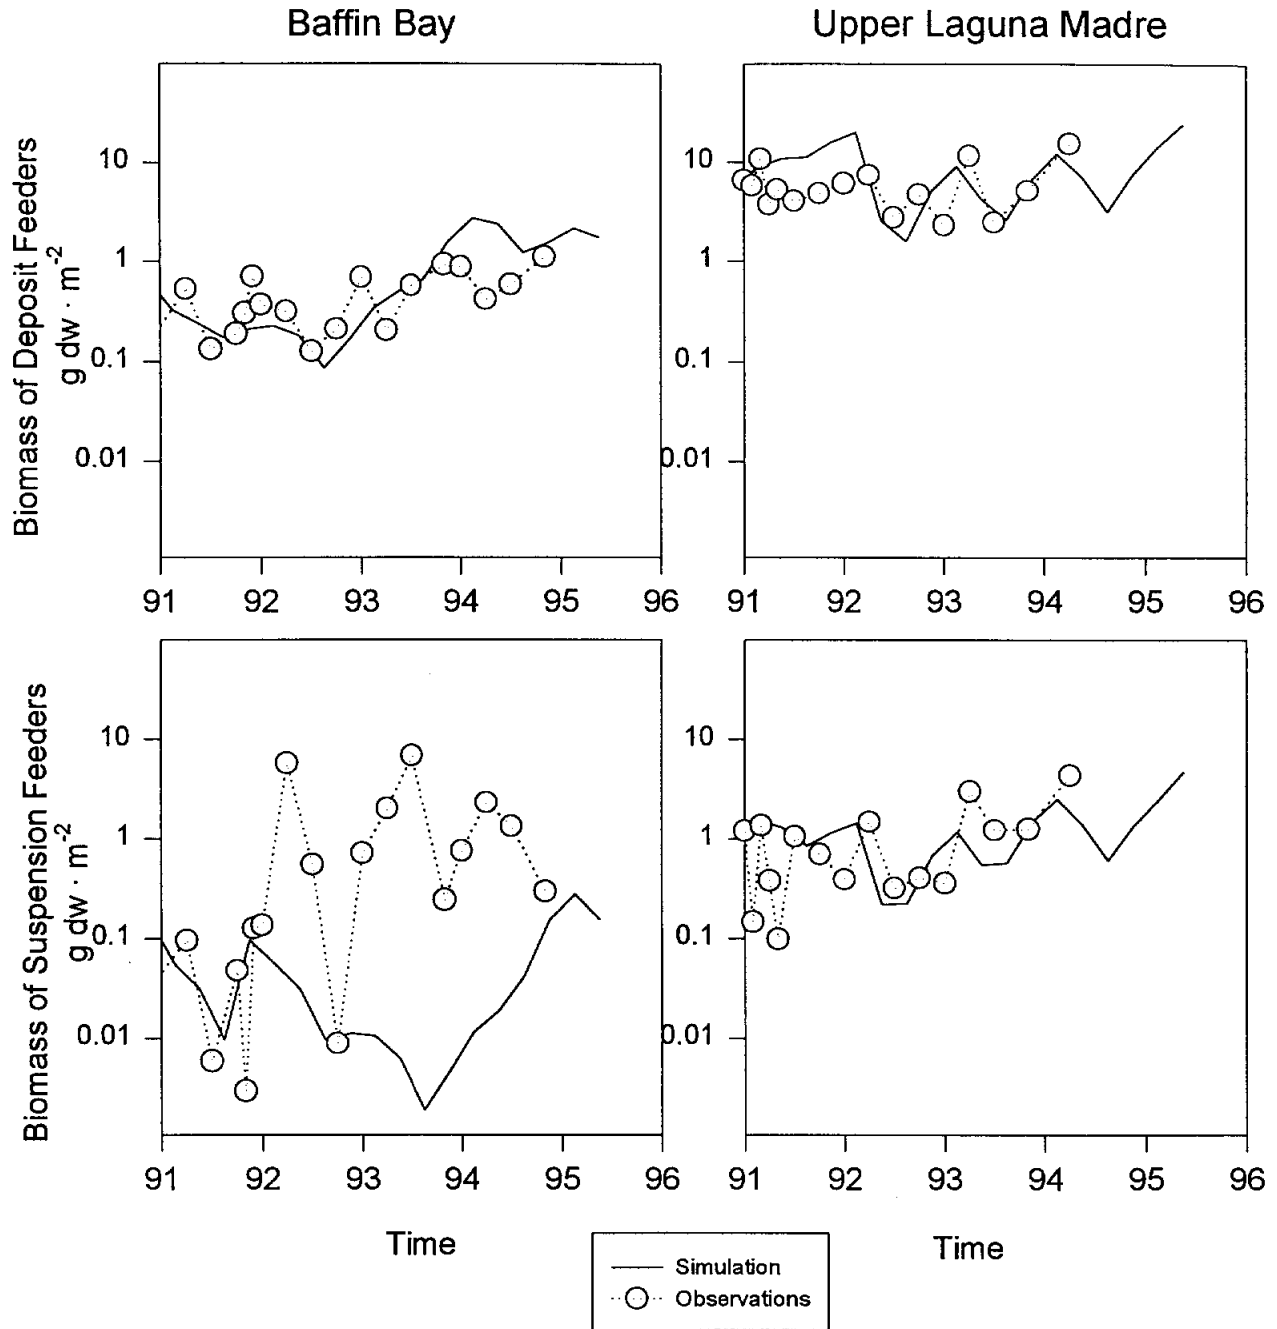 Baffin Bay
Upper Laguna Madre
Biomass of Deposit Feeders
g dw · m-2
10
1
0.1
0.01
91 92 93 94 95 96
10
1
0.1
0.01
91 92 93 94 95 96
Biomass of Suspension Feeders
g dw · m-2
10
1
0.1
0.01
91 92 93 94 95 96
Time
10
1
0.1
0.01
91 92 93 94 95 96
Time
Simulation
Observations